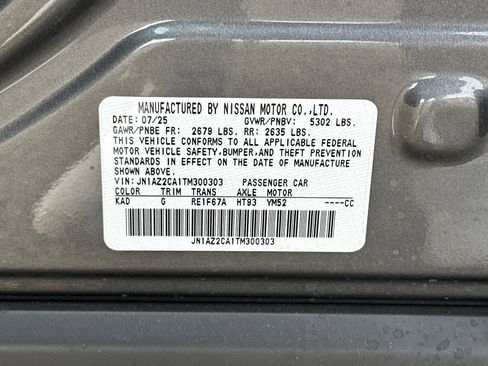 MANUFACTURED BY NISSAN MOTOR CO.,LTD.
DATE: 07/25 GVWR/PNBV: 5302 LBS.
GAWR/PNBE FR: 2679 LBS. RR: 2635 LBS.
THIS VEHICLE CONFORMS TO ALL APPLICABLE FEDERAL
MOTOR VEHICLE SAFETY, BUMPER, AND THEFT PREVENTION
STANDARDS IN EFFECT ON THE DATE OF MANUFACTURE
SHOWN ABOVE.
VIN: JN1AZ2CA1TM300303 PASSENGER CAR
COLOR TRIM TRANS AXLE MOTOR
KAD G RE1F67A HT93 YM52 ----CC
JN1AZ2CA1TM300303